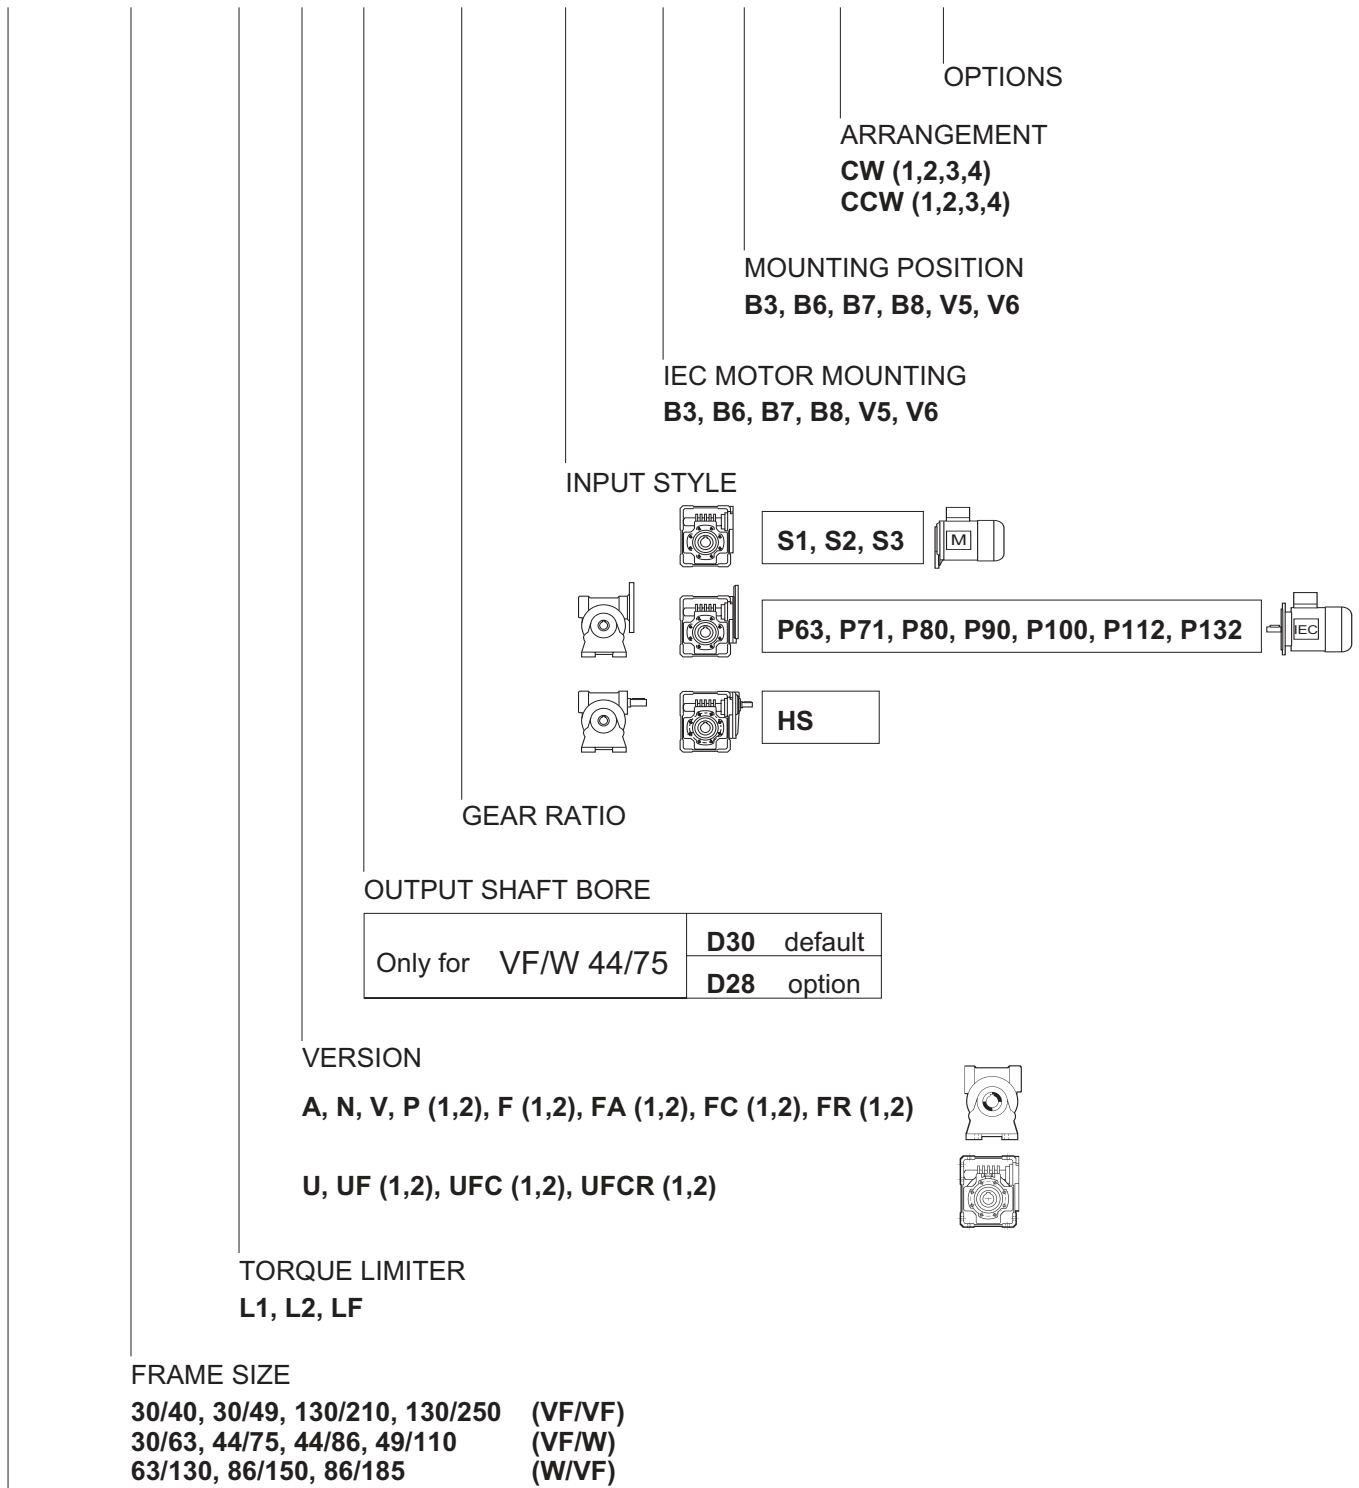 OPTIONS
ARRANGEMENT
CW (1,2,3,4)
CCW (1,2,3,4)
MOUNTING POSITION
B3, B6, B7, B8, V5, V6
IEC MOTOR MOUNTING
B3, B6, B7, B8, V5, V6
INPUT STYLE
S1, S2, S3 M
P63, P71, P80, P90, P100, P112, P132 IEC
HS
GEAR RATIO
OUTPUT SHAFT BORE
Only for VF/W 44/75
D30 default
D28 option
VERSION
A, N, V, P (1,2), F (1,2), FA (1,2), FC (1,2), FR (1,2)
U, UF (1,2), UFC (1,2), UFCR (1,2)
TORQUE LIMITER
L1, L2, LF
FRAME SIZE
30/40, 30/49, 130/210, 130/250 (VF/VF)
30/63, 44/75, 44/86, 49/110 (VF/W)
63/130, 86/150, 86/185 (W/VF)